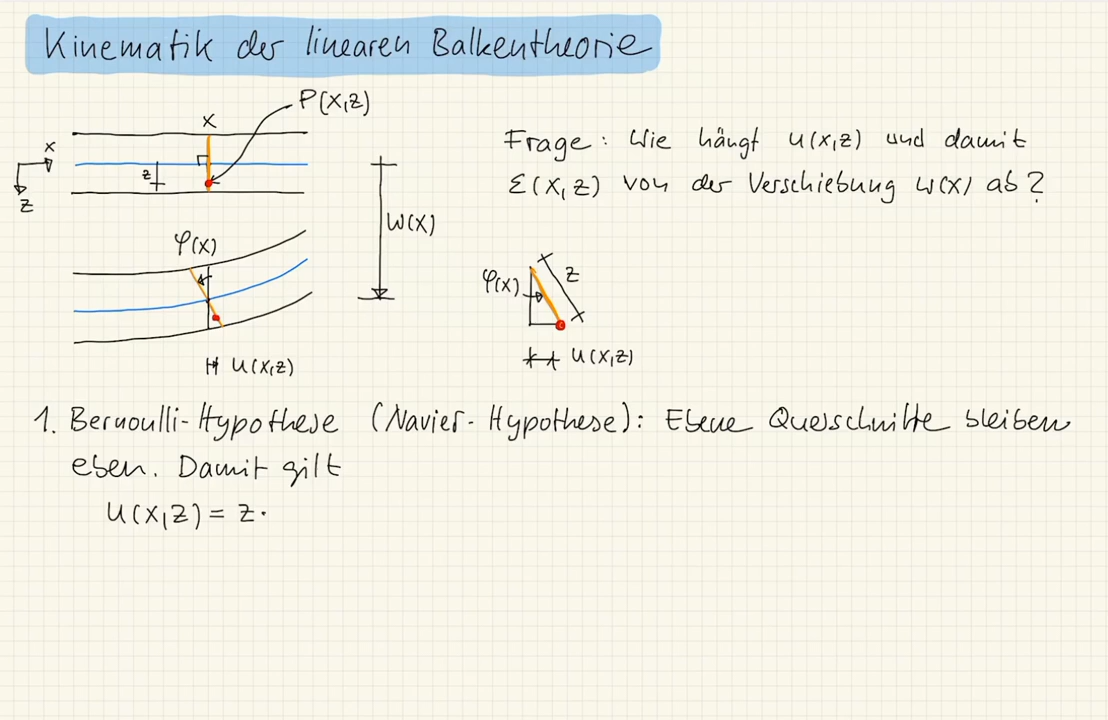 Kinematik der linearen Balkentheorie
P(x,z)
x
x
z
z
Frage: Wie hängt u(x,z) und damit
ε(x,z) von der Verschiebung w(x) ab?
w(x)
φ(x)
φ(x)
z
u(x,z)
u(x,z)
1. Bernoulli-Hypothese (Navier-Hypothese): Ebene Querschnitte bleiben
eben. Damit gilt
u(x,z) = z·